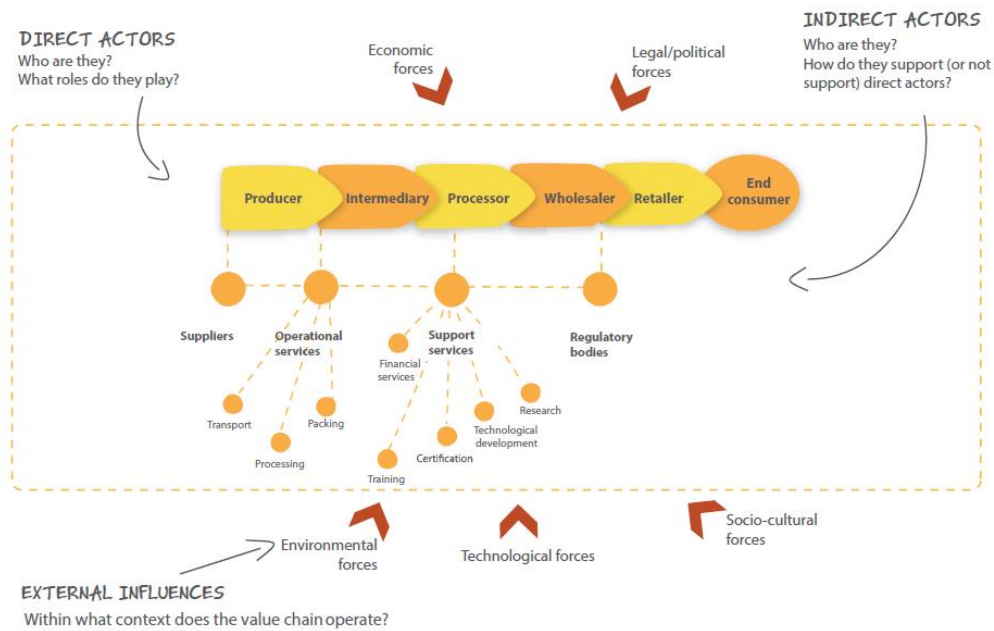 DIRECT ACTORS
Who are they?
What roles do they play?
Economic
forces
Legal/political
forces
INDIRECT ACTORS
Who are they?
How do they support (or not
support) direct actors?
Producer
Intermediary
Processor
Wholesaler
Retailer
End
consumer
Suppliers
Operational
services
Support
services
Regulatory
bodies
Financial
services
Transport
Packing
Processing
Research
Technological
development
Certification
Training
Environmental
forces
Technological forces
Socio-cultural
forces
EXTERNAL INFLUENCES
Within what context does the value chain operate?